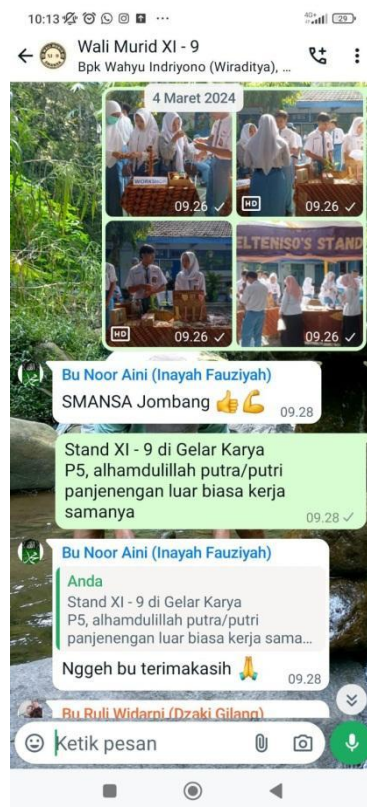 10:13
4G+
29
Wali Murid XI - 9
Bpk Wahyu Indriyono (Wiraditya), ...
4 Maret 2024
WORKSHOP
09.26
HD
09.26
HD
09.26
ELTENISO'S STAND
09.26
Bu Noor Aini (Inayah Fauziyah)
SMANSA Jombang 👍💪
09.28
Stand XI - 9 di Gelar Karya
P5, alhamdulillah putra/putri
panjenengan luar biasa kerja
samanya
09.28
Bu Noor Aini (Inayah Fauziyah)
Anda
Stand XI - 9 di Gelar Karya
P5, alhamdulillah putra/putri
panjenengan luar biasa kerja sama...
Nggeh bu terimakasih 🙏
09.28
Bu Ruli Widarni (Dzaki Gilang)
Ketik pesan